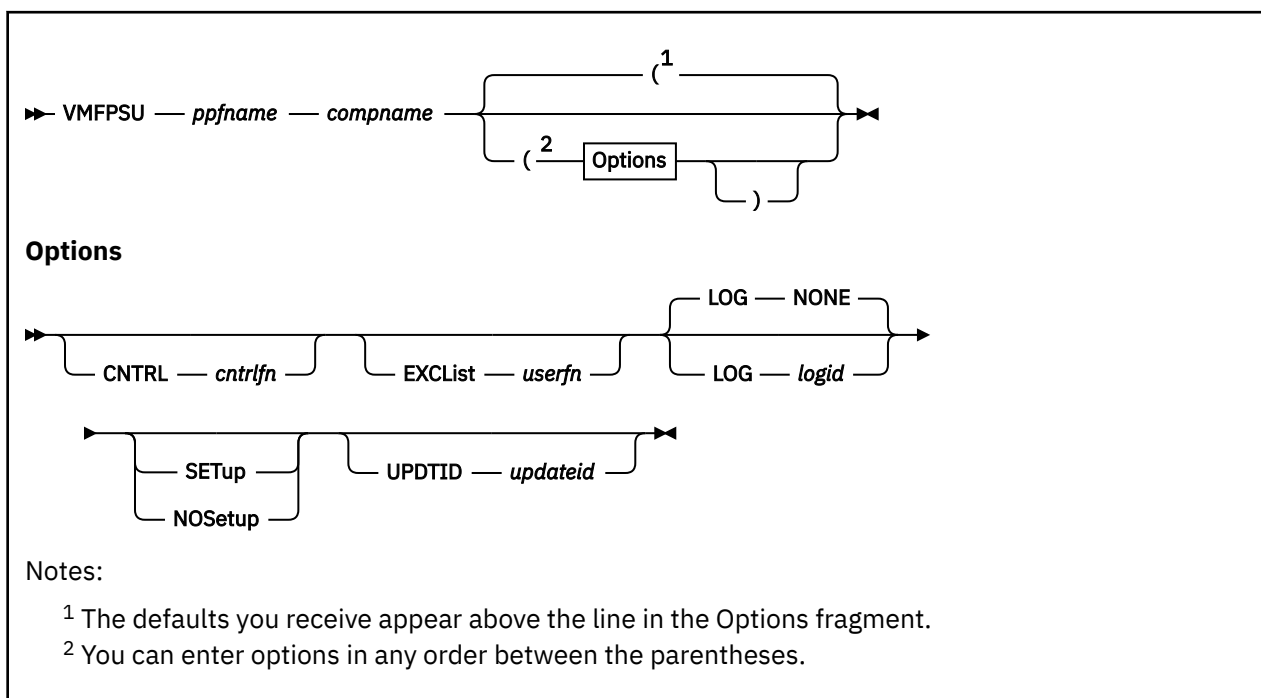 ( 1
VMFPSU ppfname compname
( 2 Options
)
Options
LOG NONE
CNTRL cntrlfn EXCList userfn LOG logid
SETup UPDTID updateid
NOSetup
Notes:
1 The defaults you receive appear above the line in the Options fragment.
2 You can enter options in any order between the parentheses.